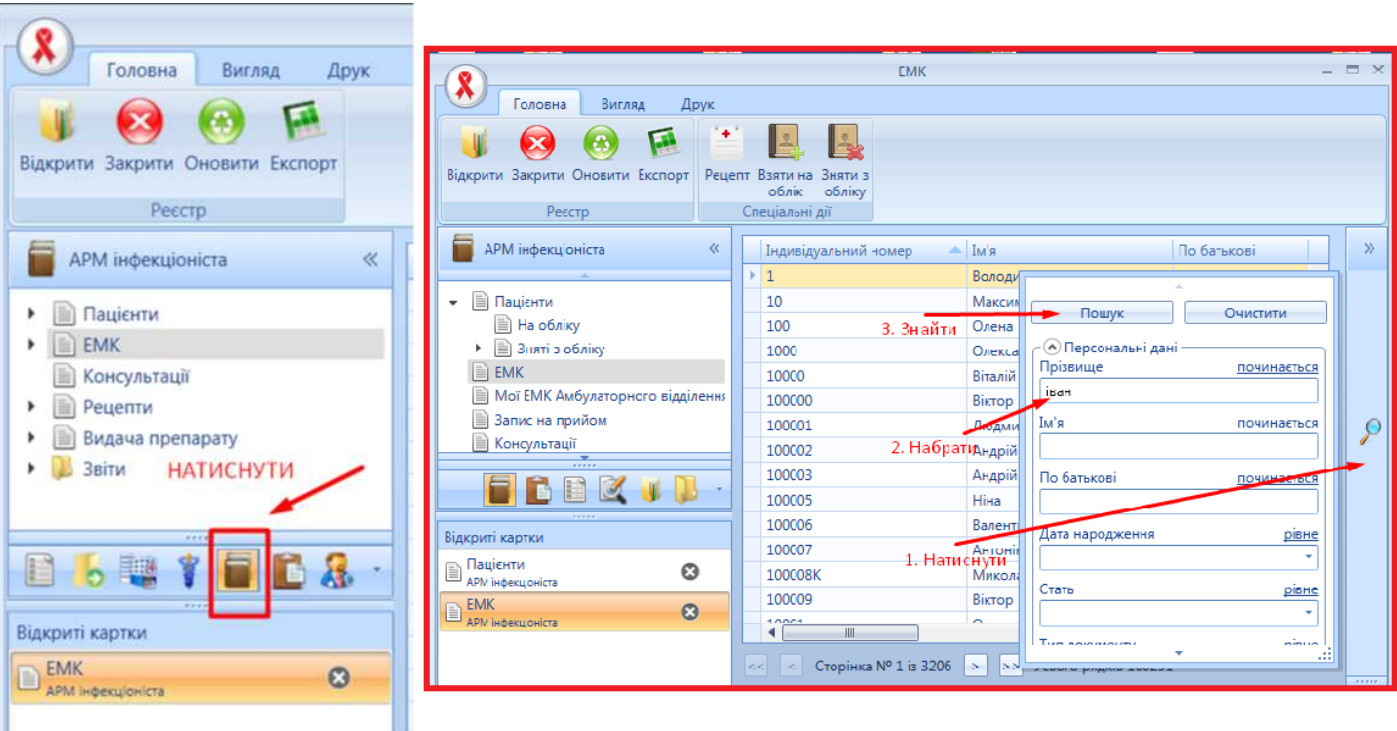 Головна Вигляд Друк
Відкрити Закрити Оновити Експорт
Реєстр
АРМ інфекціоніста
Пацієнти
ЕМК
Консультації
Рецепти
Видача препарату
Звіти НАТИСНУТИ
Відкриті картки
ЕМК
АРМ інфекціоніста
ЕМК
Головна Вигляд Друк
Відкрити Закрити Оновити Експорт
Реєстр
Рецепт Взяти на облік Зняти з обліку
Спеціальні дії
АРМ інфекціоніста
Пацієнти
На обліку
Зняті з обліку
ЕМК
Мої ЕМК Амбулаторного відділення
Запис на прийом
Консультації
Відкриті картки
Пацієнти
АРМ інфекціоніста
ЕМК
АРМ інфекціоніста
Індивідуальний номер Ім'я По батькові
1 Володи
10 Максим
100 Олена
1000 Олекса
10000 Віталій
100000 Віктор
100001 Людми
100002 Андрій
100003 Андрій
100005 Ніна
100006 Валент
100007 Антоні
100008К Микола
100009 Віктор
Сторінка № 1 із 3206
3. Знайти
2. Набрати
1. Натиснути
Пошук Очистити
Персональні дані
Прізвище починається
іван
Ім'я починається
По батькові починається
Дата народження рівне
Стать рівне